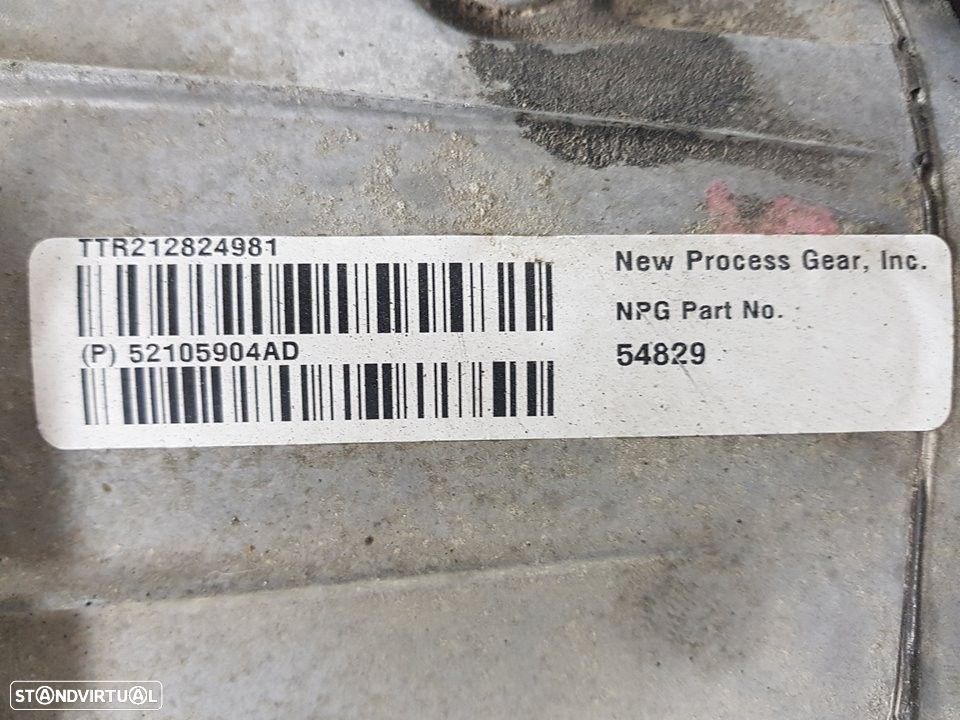 TTR212824981
(P) 52105904AD
New Process Gear, Inc.
NPG Part No.
54829
STANDVIRTUAL